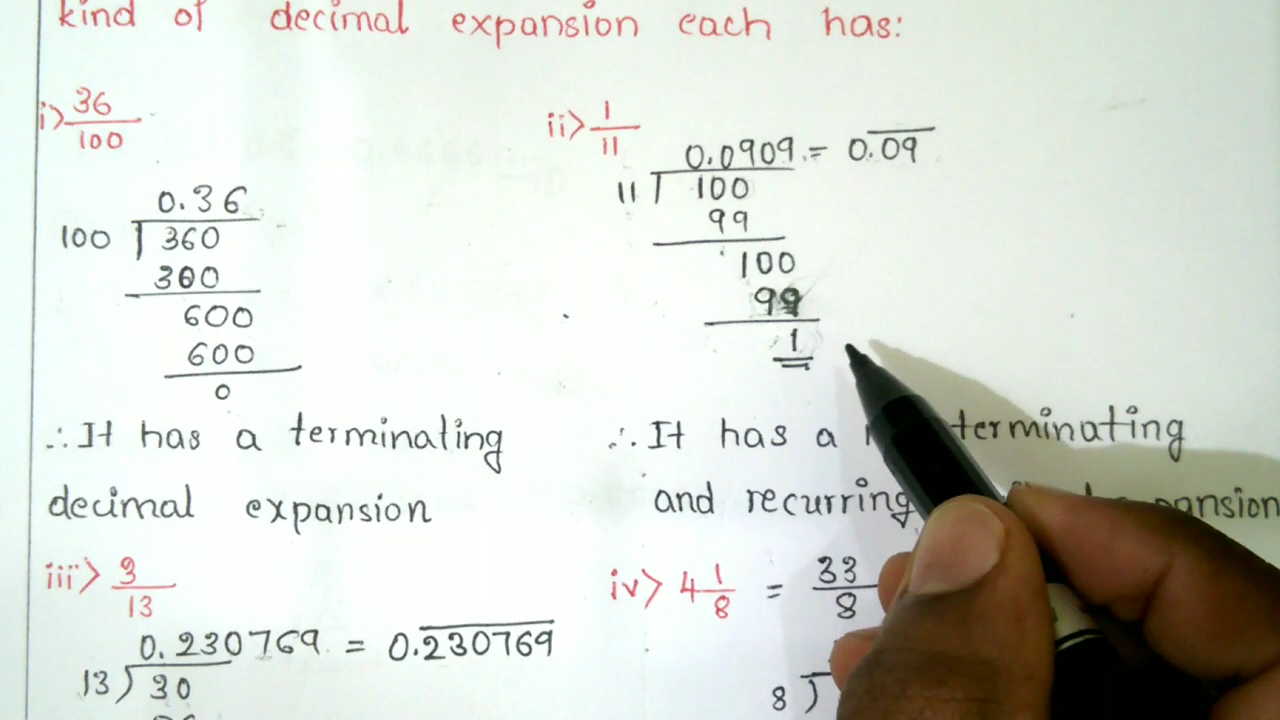 kind of decimal expansion each has:
i> 36/100
0.36
100 ) 360
300
600
600
0
∴ It has a terminating
decimal expansion
ii> 1/11
0.0909.. = 0.\overline{09}
11 ) 100
99
100
99
1
∴ It has a terminating
and recurring
iii> 3/13
0.230769.. = 0.\overline{230769}
13 ) 30
iv> 4 1/8 = 33/8
8 )